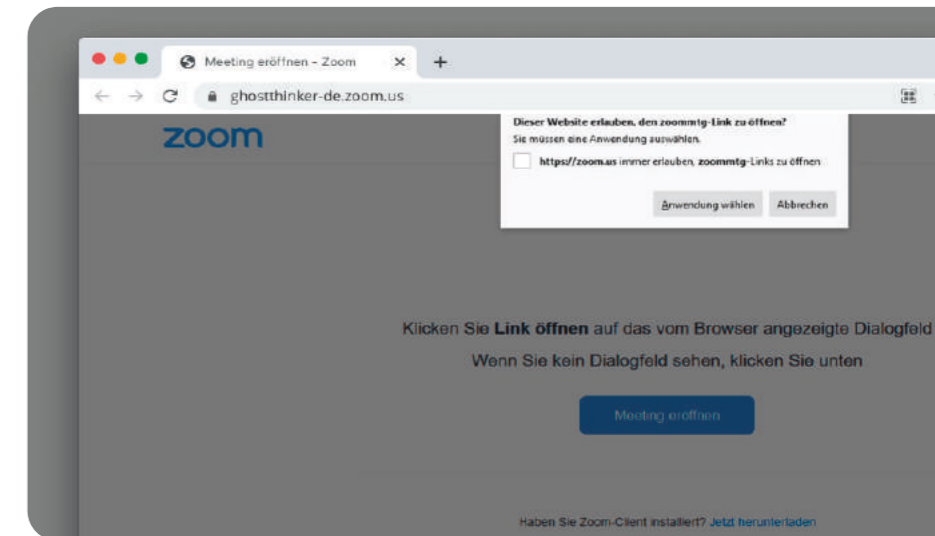 Meeting eröffnen - Zoom
ghostthinker-de.zoom.us
zoom
Dieser Website erlauben, den zoommtg-Link zu öffnen?
Sie müssen eine Anwendung auswählen.
https://zoom.us immer erlauben, zoommtg-Links zu öffnen
Anwendung wählen Abbrechen
Klicken Sie Link öffnen auf das vom Browser angezeigte Dialogfeld
Wenn Sie kein Dialogfeld sehen, klicken Sie unten
Meeting eröffnen
Haben Sie Zoom-Client installiert? Jetzt herunterladen